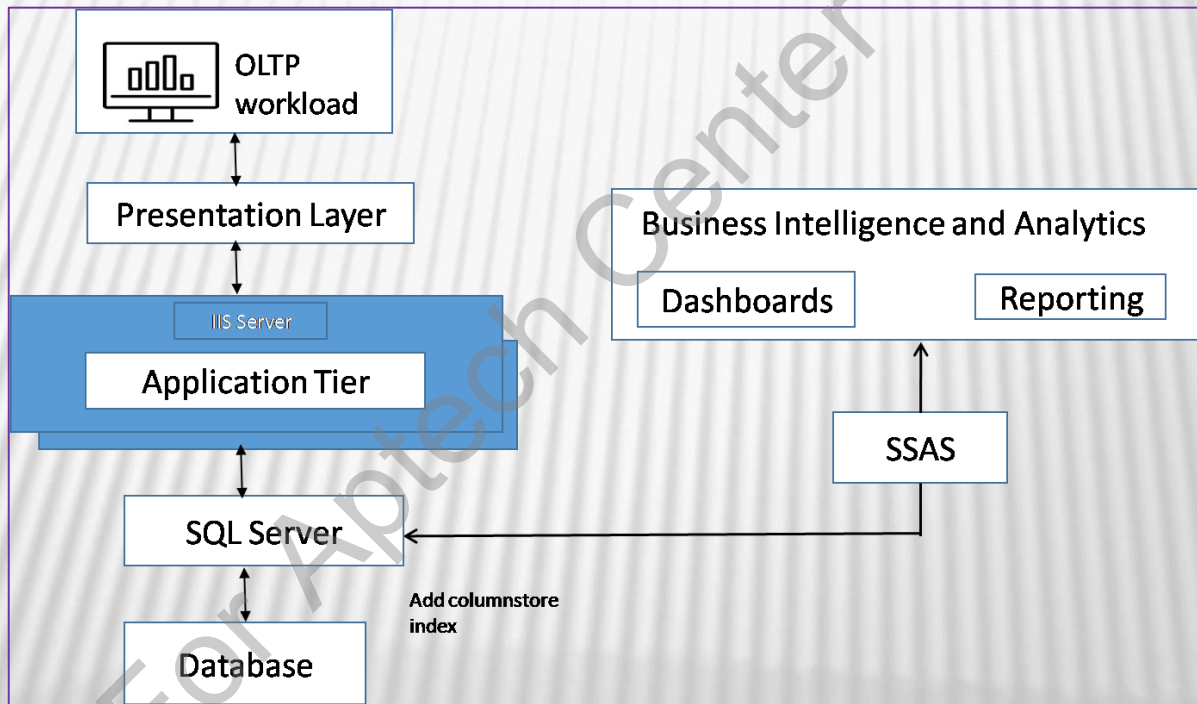 OLTP
workload
Presentation Layer
IIS Server
Application Tier
SQL Server
Add columnstore
index
Database
Business Intelligence and Analytics
Dashboards
Reporting
SSAS
For Aptech Center